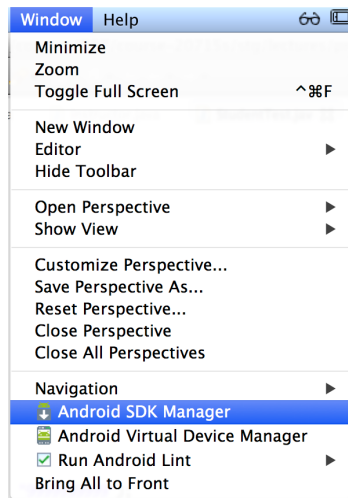 Window Help
Minimize
Zoom
Toggle Full Screen ^⌘F
New Window
Editor
Hide Toolbar
Open Perspective
Show View
Customize Perspective...
Save Perspective As...
Reset Perspective...
Close Perspective
Close All Perspectives
Navigation
Android SDK Manager
Android Virtual Device Manager
Run Android Lint
Bring All to Front